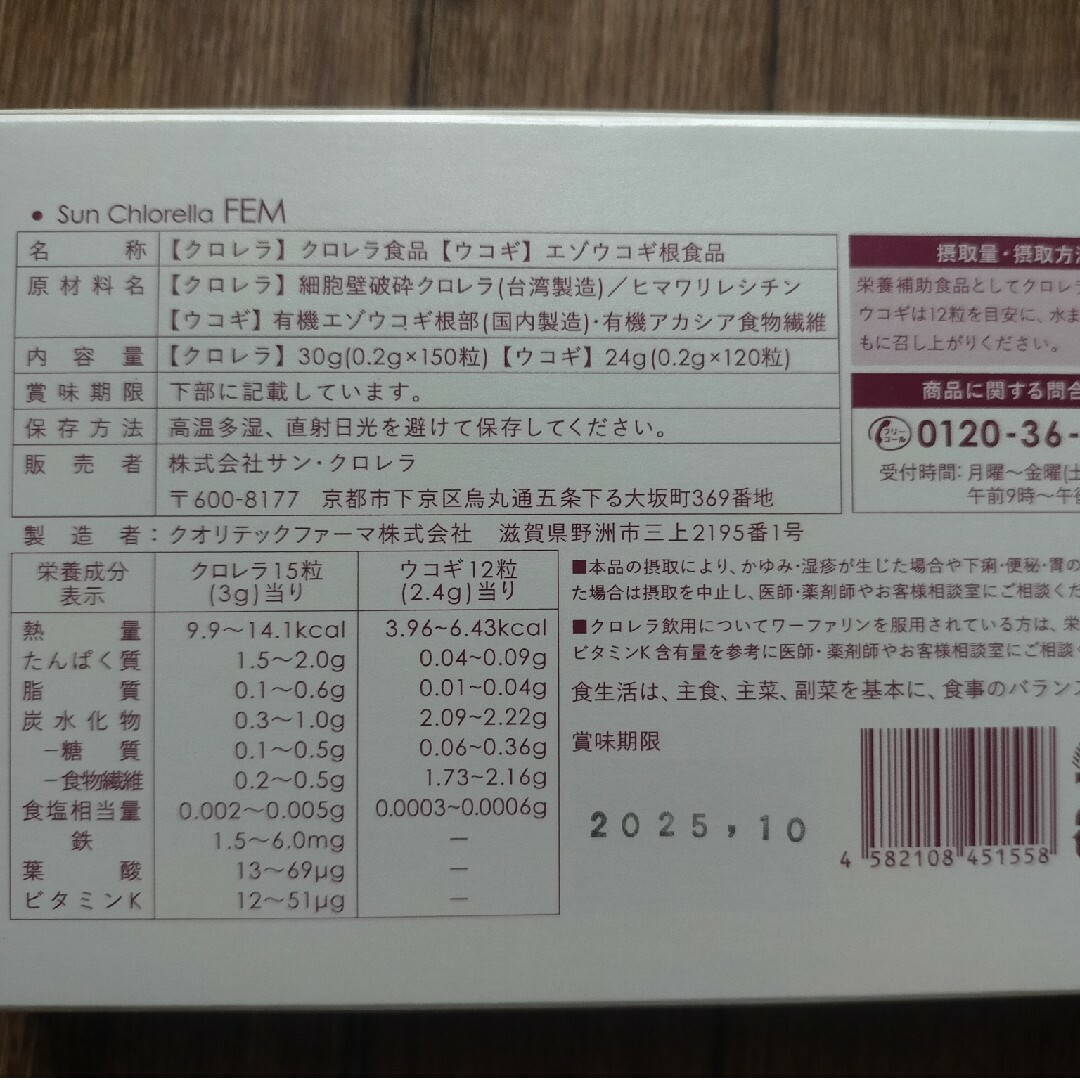 • Sun Chlorella FEM
名称 【クロレラ】クロレラ食品【ウコギ】エゾウコギ根食品
原材料名 【クロレラ】細胞壁破砕クロレラ(台湾製造)／ヒマワリレシチン
【ウコギ】有機エゾウコギ根部(国内製造)・有機アカシア食物繊維
内容量 【クロレラ】30g(0.2g×150粒)【ウコギ】24g(0.2g×120粒)
賞味期限 下部に記載しています。
保存方法 高温多湿、直射日光を避けて保存してください。
販売者 株式会社サン・クロレラ
〒600-8177 京都市下京区烏丸通五条下る大坂町369番地
製造者：クオリテックファーマ株式会社 滋賀県野洲市三上2195番1号
摂取量・摂取方法
栄養補助食品としてクロレラ
ウコギは12粒を目安に、水ま
もに召し上がりください。
商品に関する問合
フリーコール 0120-36-
受付時間：月曜〜金曜(土
午前9時〜午後
栄養成分表示 クロレラ15粒(3g)当り ウコギ12粒(2.4g)当り
熱量 9.9〜14.1kcal 3.96~6.43kcal
たんぱく質 1.5〜2.0g 0.04~0.09g
脂質 0.1〜0.6g 0.01~0.04g
炭水化物 0.3〜1.0g 2.09~2.22g
－糖質 0.1〜0.5g 0.06~0.36g
－食物繊維 0.2〜0.5g 1.73~2.16g
食塩相当量 0.002〜0.005g 0.0003~0.0006g
鉄 1.5〜6.0mg －
葉酸 13〜69μg －
ビタミンK 12〜51μg －
■本品の摂取により、かゆみ・湿疹が生じた場合や下痢・便秘・胃の
た場合は摂取を中止し、医師・薬剤師やお客様相談室にご相談くだ
■クロレラ飲用についてワーファリンを服用されている方は、栄
ビタミンK含有量を参考に医師・薬剤師やお客様相談室にご相談
食生活は、主食、主菜、副菜を基本に、食事のバランス
賞味期限
2025,10
4 582108 451558